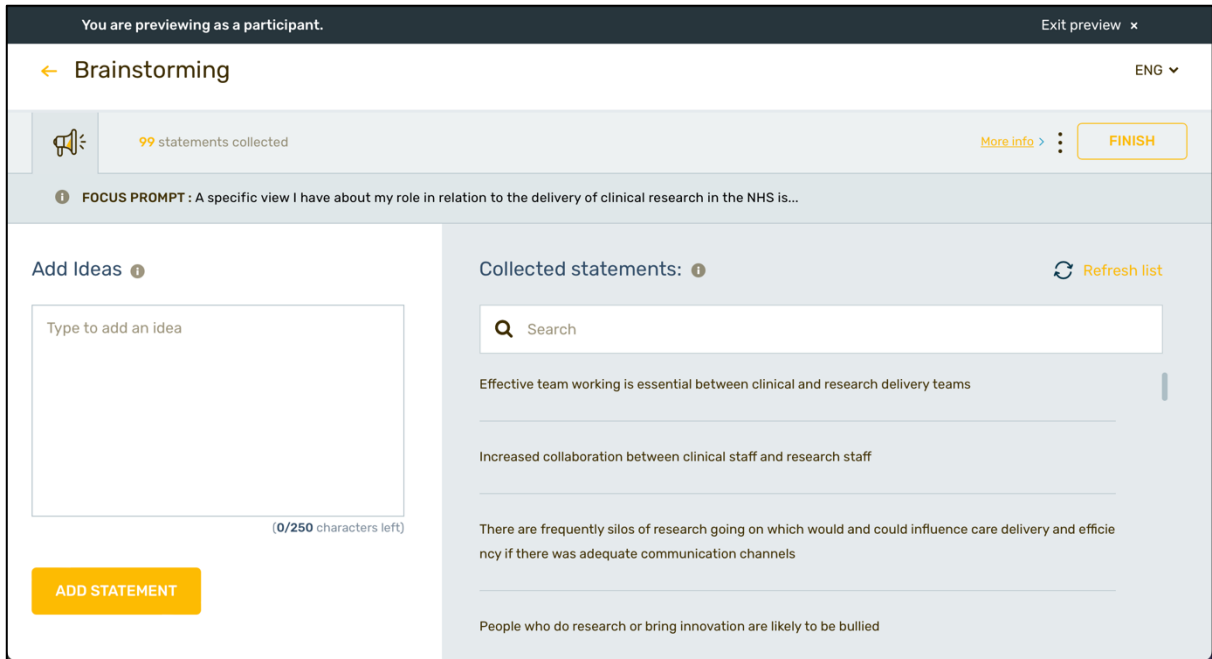 You are previewing as a participant.
Exit preview ×
← Brainstorming
ENG
99 statements collected
More info >
FINISH
FOCUS PROMPT : A specific view I have about my role in relation to the delivery of clinical research in the NHS is...
Add Ideas
Type to add an idea
(0/250 characters left)
ADD STATEMENT
Collected statements:
Refresh list
Search
Effective team working is essential between clinical and research delivery teams
Increased collaboration between clinical staff and research staff
There are frequently silos of research going on which would and could influence care delivery and efficie
ncy if there was adequate communication channels
People who do research or bring innovation are likely to be bullied